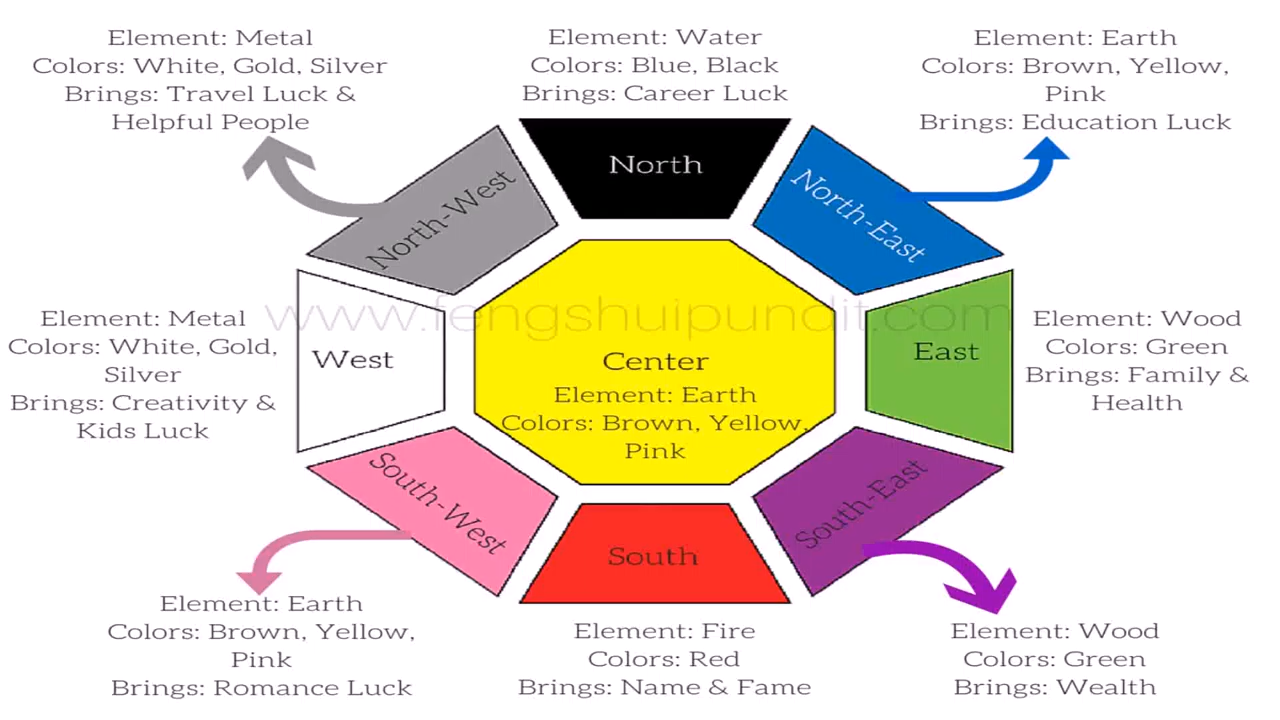 Element: Metal
Colors: White, Gold, Silver
Brings: Travel Luck &
Helpful People
Element: Water
Colors: Blue, Black
Brings: Career Luck
Element: Earth
Colors: Brown, Yellow,
Pink
Brings: Education Luck
North-West
North
North-East
www.fengshuipundit.com
Element: Metal
Colors: White, Gold,
Silver
Brings: Creativity &
Kids Luck
West
Center
Element: Earth
Colors: Brown, Yellow,
Pink
East
Element: Wood
Colors: Green
Brings: Family &
Health
South-West
South
South-East
Element: Earth
Colors: Brown, Yellow,
Pink
Brings: Romance Luck
Element: Fire
Colors: Red
Brings: Name & Fame
Element: Wood
Colors: Green
Brings: Wealth